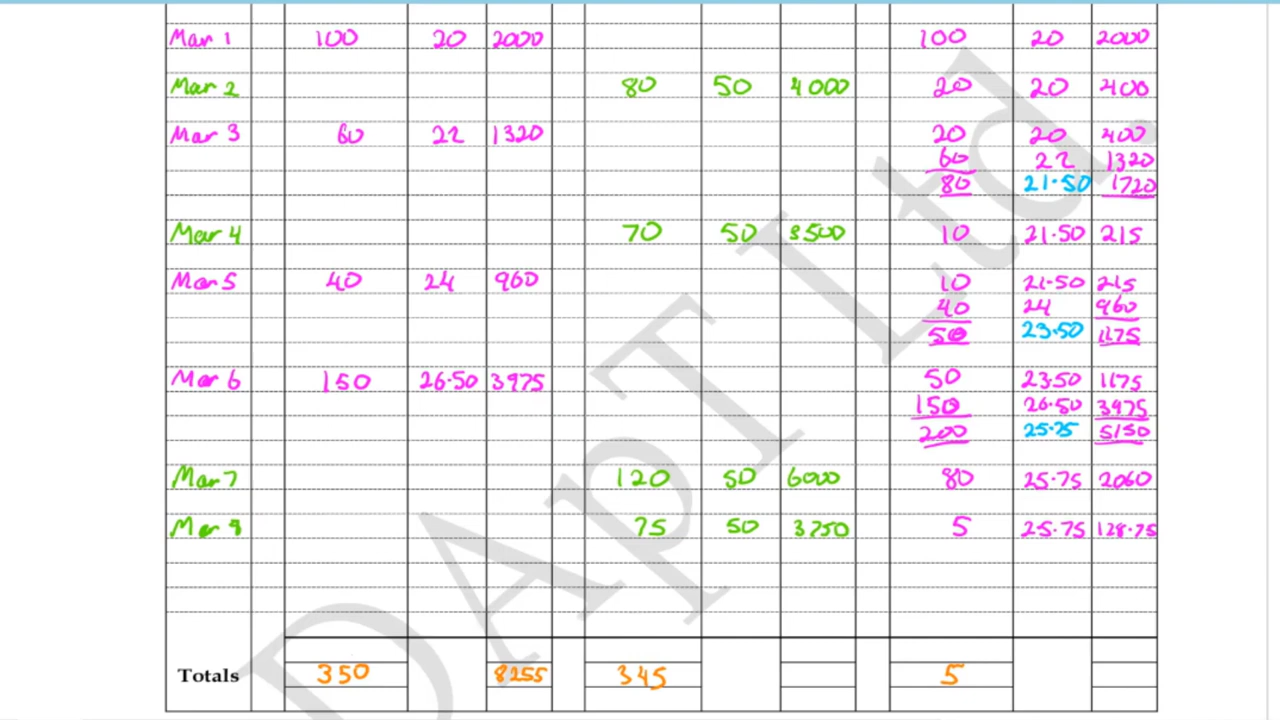 Mar 1 100 20 2000 100 20 2000
Mar 2 80 50 4000 20 20 400
Mar 3 60 22 1320 20 20 400
60 22 1320
80 21.50 1720
Mar 4 70 50 3500 10 21.50 215
Mar 5 40 24 960 10 21.50 215
40 24 960
50 23.50 1175
Mar 6 150 26.50 3975 50 23.50 1175
150 26.50 3975
200 25.75 5150
Mar 7 120 50 6000 80 25.75 2060
Mar 8 75 50 3750 5 25.75 128.75
Totals 350 8255 345 5
DApT Ltd.